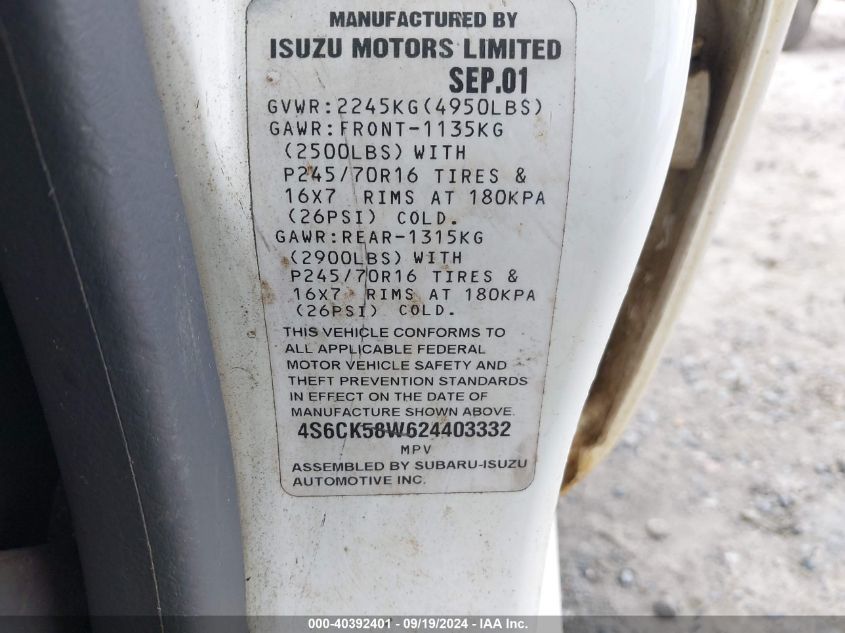 MANUFACTURED BY
ISUZU MOTORS LIMITED
SEP.01
GVWR:2245KG(4950LBS)
GAWR:FRONT-1135KG
(2500LBS) WITH
P245/70R16 TIRES &
16X7 RIMS AT 180KPA
(26PSI) COLD.
GAWR:REAR-1315KG
(2900LBS) WITH
P245/70R16 TIRES &
16X7 RIMS AT 180KPA
(26PSI) COLD.
THIS VEHICLE CONFORMS TO
ALL APPLICABLE FEDERAL
MOTOR VEHICLE SAFETY AND
THEFT PREVENTION STANDARDS
IN EFFECT ON THE DATE OF
MANUFACTURE SHOWN ABOVE.
4S6CK58W624403332
MPV
ASSEMBLED BY SUBARU-ISUZU
AUTOMOTIVE INC.
000-40392401 - 09/19/2024 - IAA Inc.